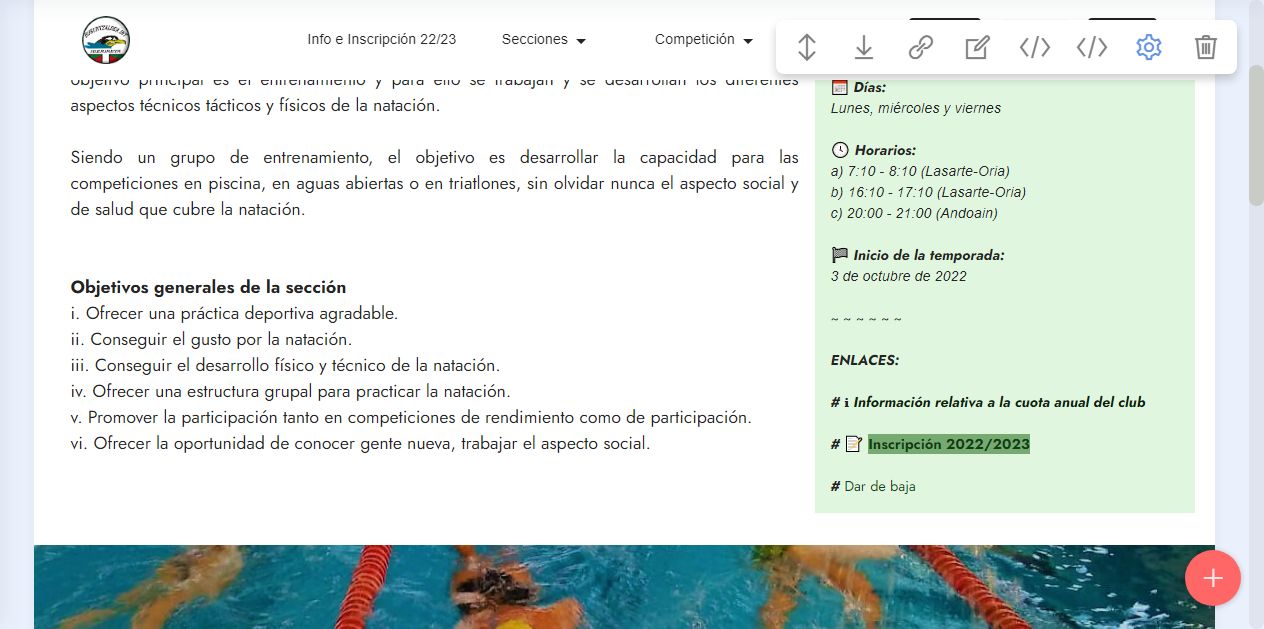 Info e Inscripción 22/23
Secciones
Competición
objetivo principal es el entrenamiento y para ello se trabajan y se desarrollan los diferentes
aspectos técnicos tácticos y físicos de la natación.
Siendo un grupo de entrenamiento, el objetivo es desarrollar la capacidad para las
competiciones en piscina, en aguas abiertas o en triatlones, sin olvidar nunca el aspecto social y
de salud que cubre la natación.
Objetivos generales de la sección
i. Ofrecer una práctica deportiva agradable.
ii. Conseguir el gusto por la natación.
iii. Conseguir el desarrollo físico y técnico de la natación.
iv. Ofrecer una estructura grupal para practicar la natación.
v. Promover la participación tanto en competiciones de rendimiento como de participación.
vi. Ofrecer la oportunidad de conocer gente nueva, trabajar el aspecto social.
Días:
Lunes, miércoles y viernes
Horarios:
a) 7:10 - 8:10 (Lasarte-Oria)
b) 16:10 - 17:10 (Lasarte-Oria)
c) 20:00 - 21:00 (Andoain)
Inicio de la temporada:
3 de octubre de 2022
~ ~ ~ ~ ~ ~
ENLACES:
# ℹ Información relativa a la cuota anual del club
# 📝 Inscripción 2022/2023
# Dar de baja